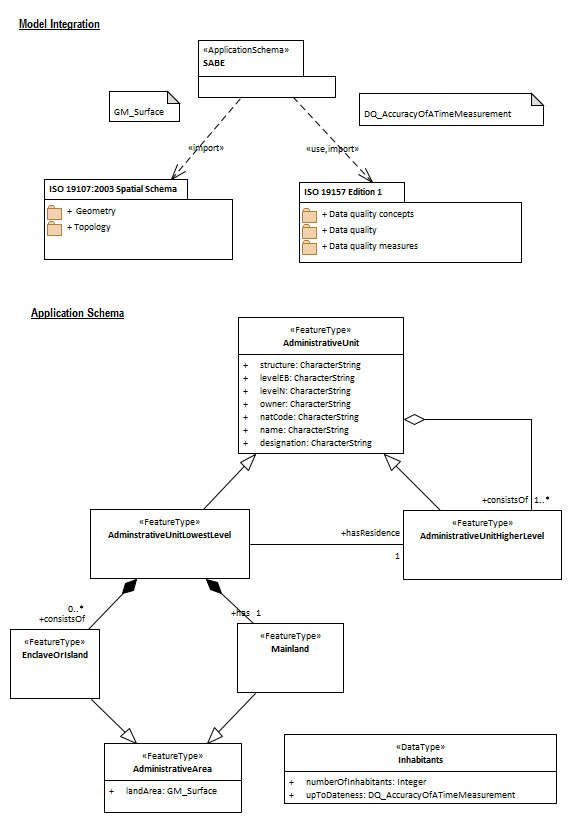 Model Integration
«ApplicationSchema»
SABE
GM_Surface
DQ_AccuracyOfATimeMeasurement
«import»
«use,import»
ISO 19107:2003 Spatial Schema
+ Geometry
+ Topology
ISO 19157 Edition 1
+ Data quality concepts
+ Data quality
+ Data quality measures
Application Schema
«FeatureType»
AdministrativeUnit
+ structure: CharacterString
+ levelEB: CharacterString
+ levelN: CharacterString
+ owner: CharacterString
+ natCode: CharacterString
+ name: CharacterString
+ designation: CharacterString
+consistsOf 1..*
«FeatureType»
AdminstrativeUnitLowestLevel
+hasResidence
1
«FeatureType»
AdministrativeUnitHigherLevel
0..*
+consistsOf
+has 1
«FeatureType»
EnclaveOrIsland
«FeatureType»
Mainland
«FeatureType»
AdministrativeArea
+ landArea: GM_Surface
«DataType»
Inhabitants
+ numberOfInhabitants: Integer
+ upToDateness: DQ_AccuracyOfATimeMeasurement